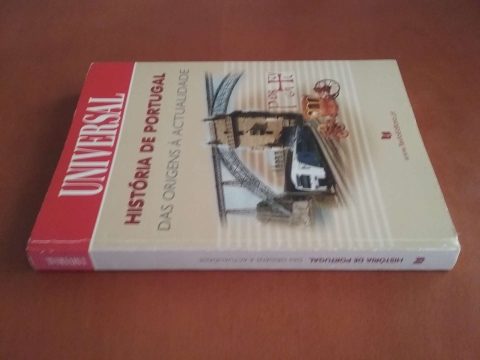 UNIVERSAL
HISTÓRIA DE PORTUGAL
DAS ORIGENS À ACTUALIDADE
HISTÓRIA DE PORTUGAL DAS ORIGENS À ACTUALIDADE